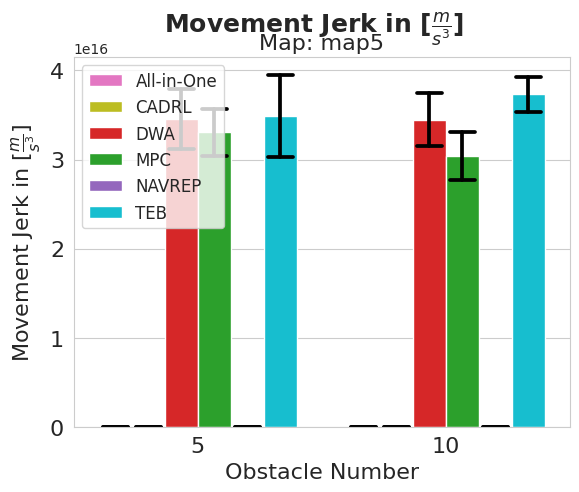 Movement Jerk in [m/s³]
Map: map5
1e16
Movement Jerk in [m/s³]
4
3
2
1
0
All-in-One
CADRL
DWA
MPC
NAVREP
TEB
5 10
Obstacle Number